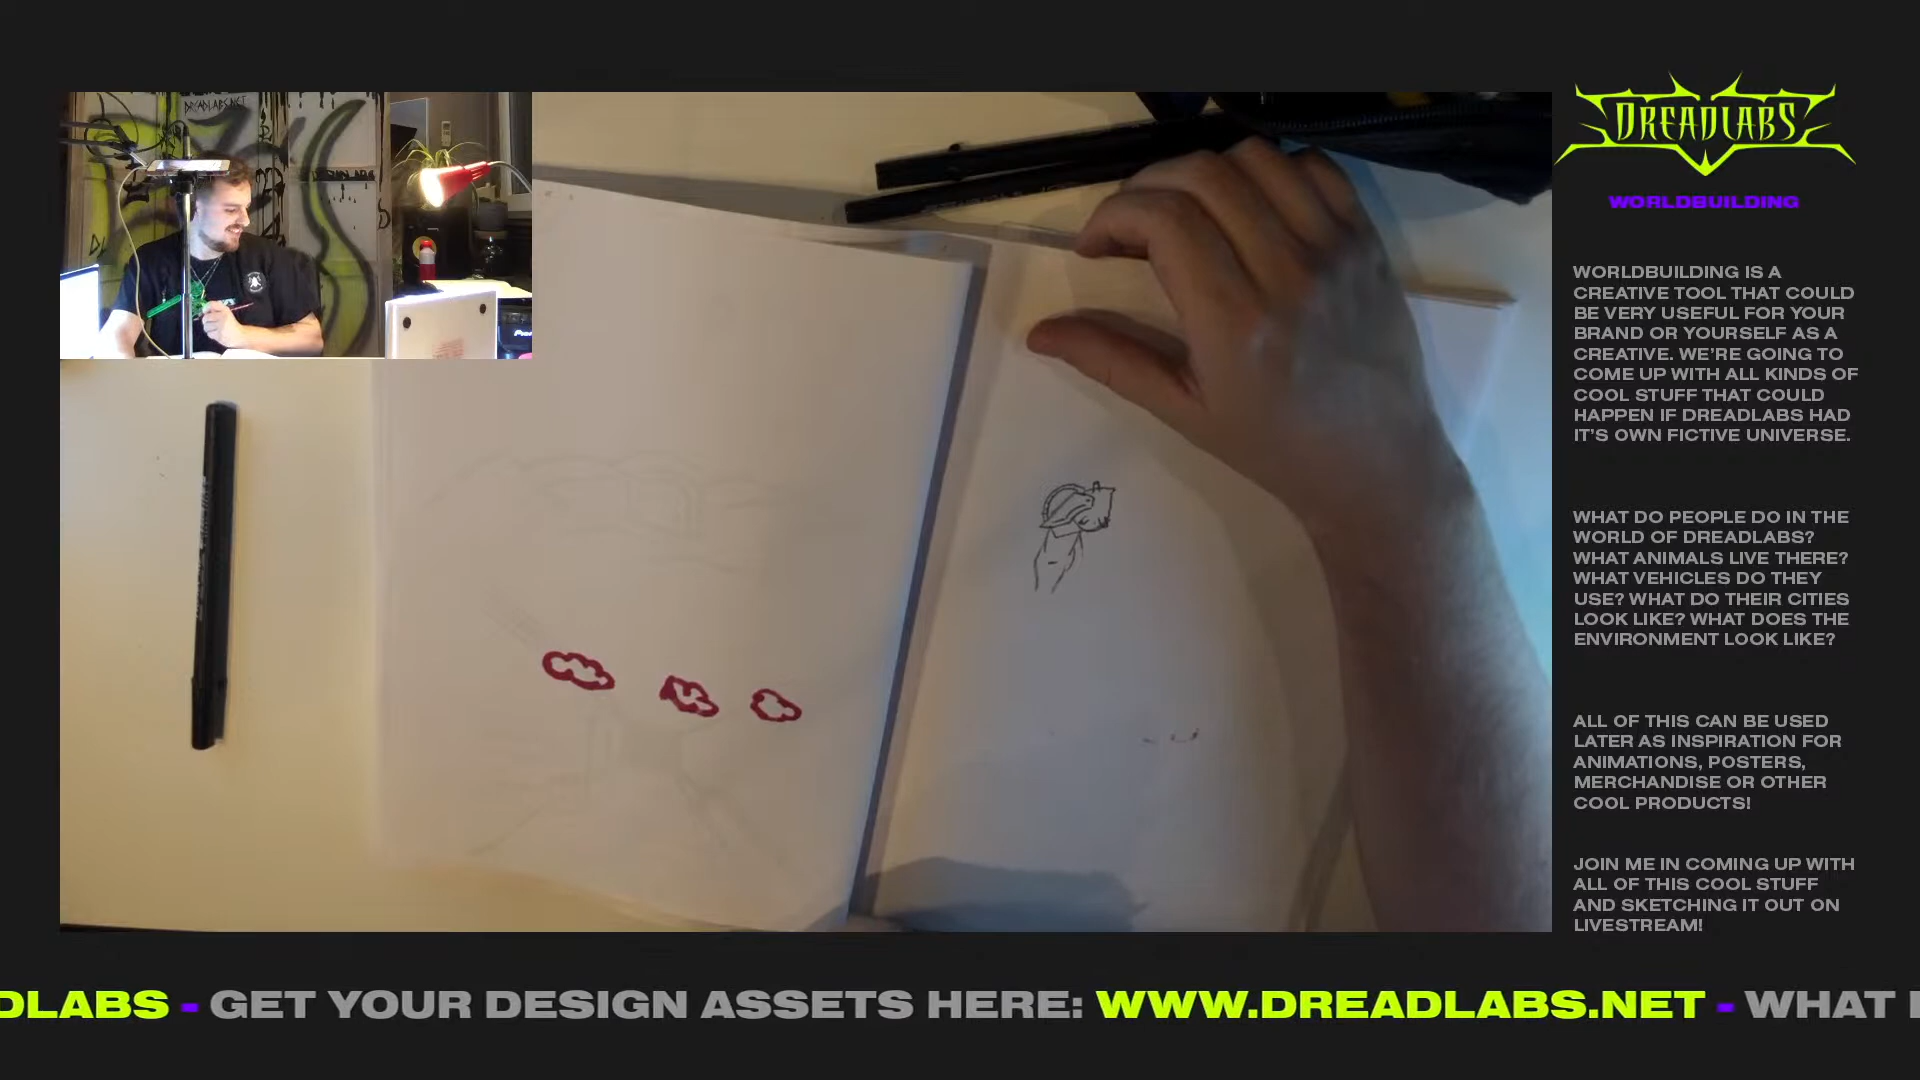 DREADLABS.NET
DREADLABS
WORLDBUILDING
WORLDBUILDING IS A
CREATIVE TOOL THAT COULD
BE VERY USEFUL FOR YOUR
BRAND OR YOURSELF AS A
CREATIVE. WE'RE GOING TO
COME UP WITH ALL KINDS OF
COOL STUFF THAT COULD
HAPPEN IF DREADLABS HAD
IT'S OWN FICTIVE UNIVERSE.
WHAT DO PEOPLE DO IN THE
WORLD OF DREADLABS?
WHAT ANIMALS LIVE THERE?
WHAT VEHICLES DO THEY
USE? WHAT DO THEIR CITIES
LOOK LIKE? WHAT DOES THE
ENVIRONMENT LOOK LIKE?
ALL OF THIS CAN BE USED
LATER AS INSPIRATION FOR
ANIMATIONS, POSTERS,
MERCHANDISE OR OTHER
COOL PRODUCTS!
JOIN ME IN COMING UP WITH
ALL OF THIS COOL STUFF
AND SKETCHING IT OUT ON
LIVESTREAM!
DLABS - GET YOUR DESIGN ASSETS HERE: WWW.DREADLABS.NET - WHAT